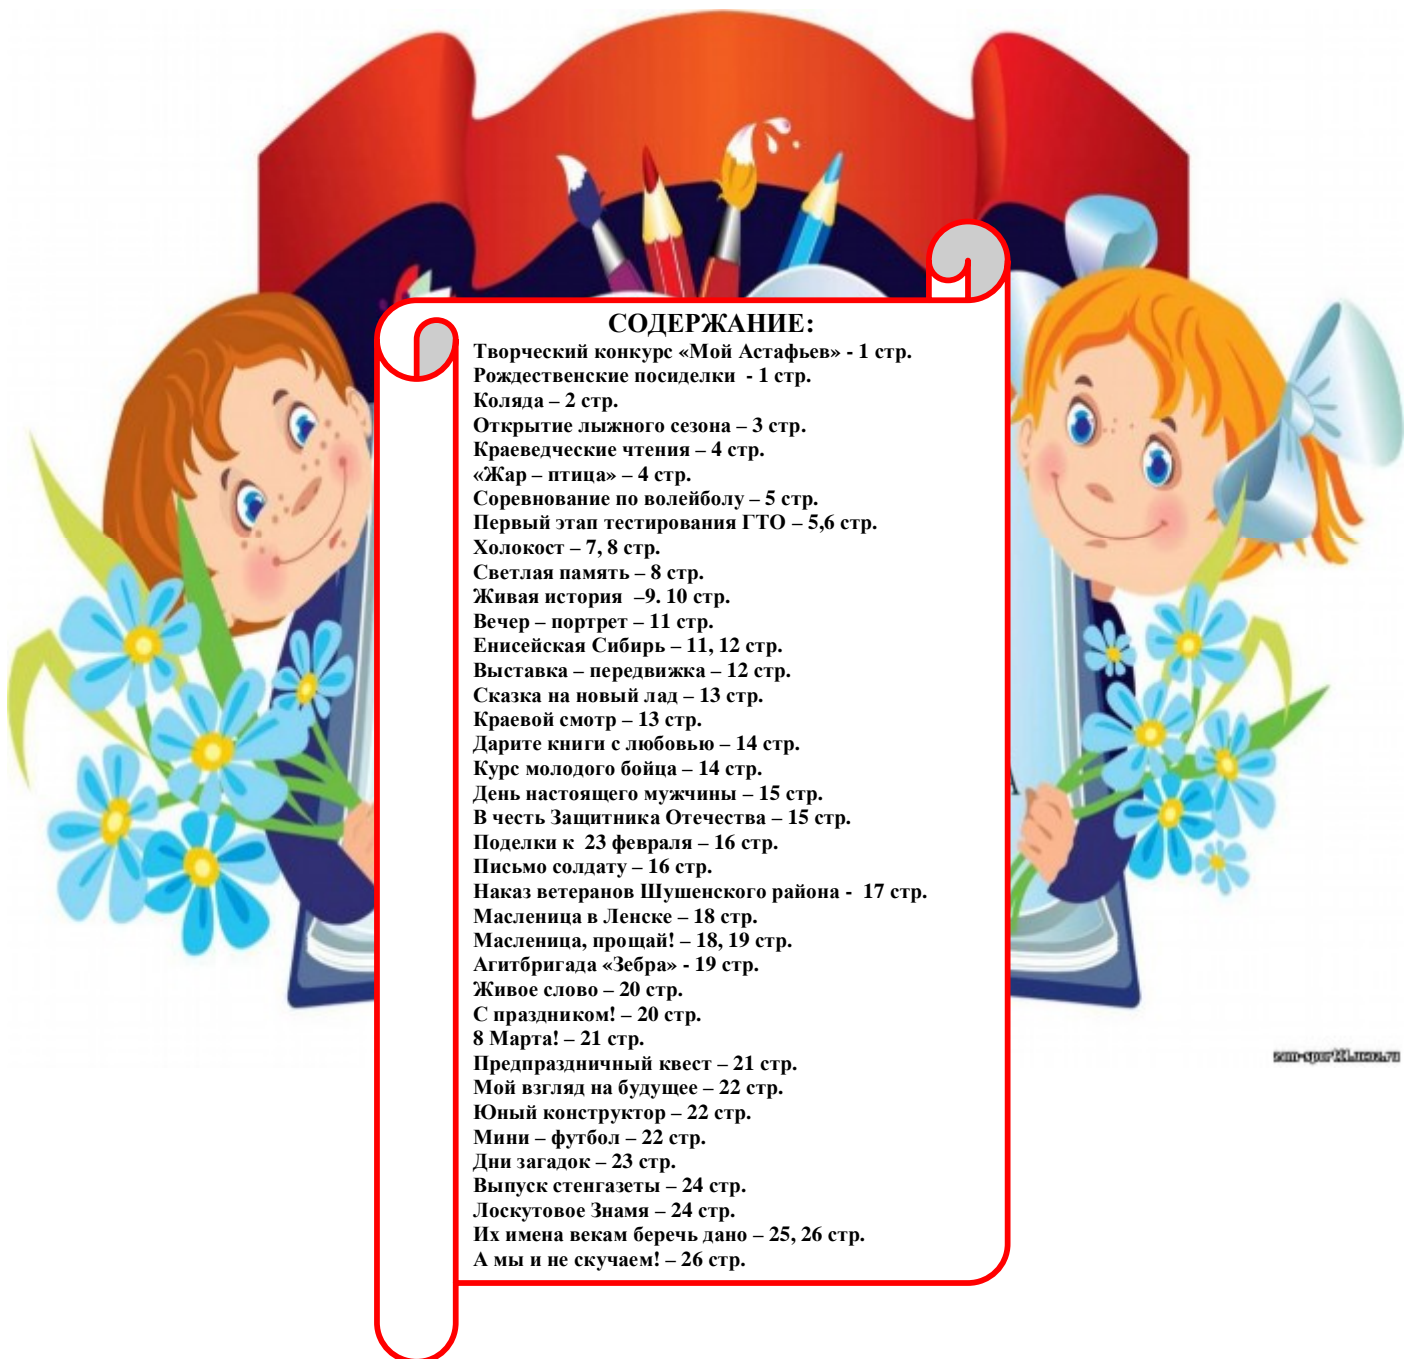 СОДЕРЖАНИЕ:
Творческий конкурс «Мой Астафьев» - 1 стр.
Рождественские посиделки  - 1 стр.
Коляда – 2 стр.
Открытие лыжного сезона – 3 стр.
Краеведческие чтения – 4 стр.
«Жар – птица» – 4 стр.
Соревнование по волейболу – 5 стр.
Первый этап тестирования ГТО – 5,6 стр.
Холокост – 7, 8 стр.
Светлая память – 8 стр.
Живая история  –9. 10 стр.
Вечер – портрет – 11 стр.
Енисейская Сибирь – 11, 12 стр.
Выставка – передвижка – 12 стр.
Сказка на новый лад – 13 стр.
Краевой смотр – 13 стр.
Дарите книги с любовью – 14 стр.
Курс молодого бойца – 14 стр.
День настоящего мужчины – 15 стр.
В честь Защитника Отечества – 15 стр.
Поделки к  23 февраля – 16 стр.
Письмо солдату – 16 стр.
Наказ ветеранов Шушенского района -  17 стр.
Масленица в Ленске – 18 стр.
Масленица, прощай! – 18, 19 стр.
Агитбригада «Зебра» - 19 стр.
Живое слово – 20 стр.
С праздником! – 20 стр.
8 Марта! – 21 стр.
Предпраздничный квест – 21 стр.
Мой взгляд на будущее – 22 стр.
Юный конструктор – 22 стр.
Мини – футбол – 22 стр.
Дни загадок – 23 стр.
Выпуск стенгазеты – 24 стр.
Лоскутовое Знамя – 24 стр.
Их имена векам беречь дано – 25, 26 стр.
А мы и не скучаем! – 26 стр.